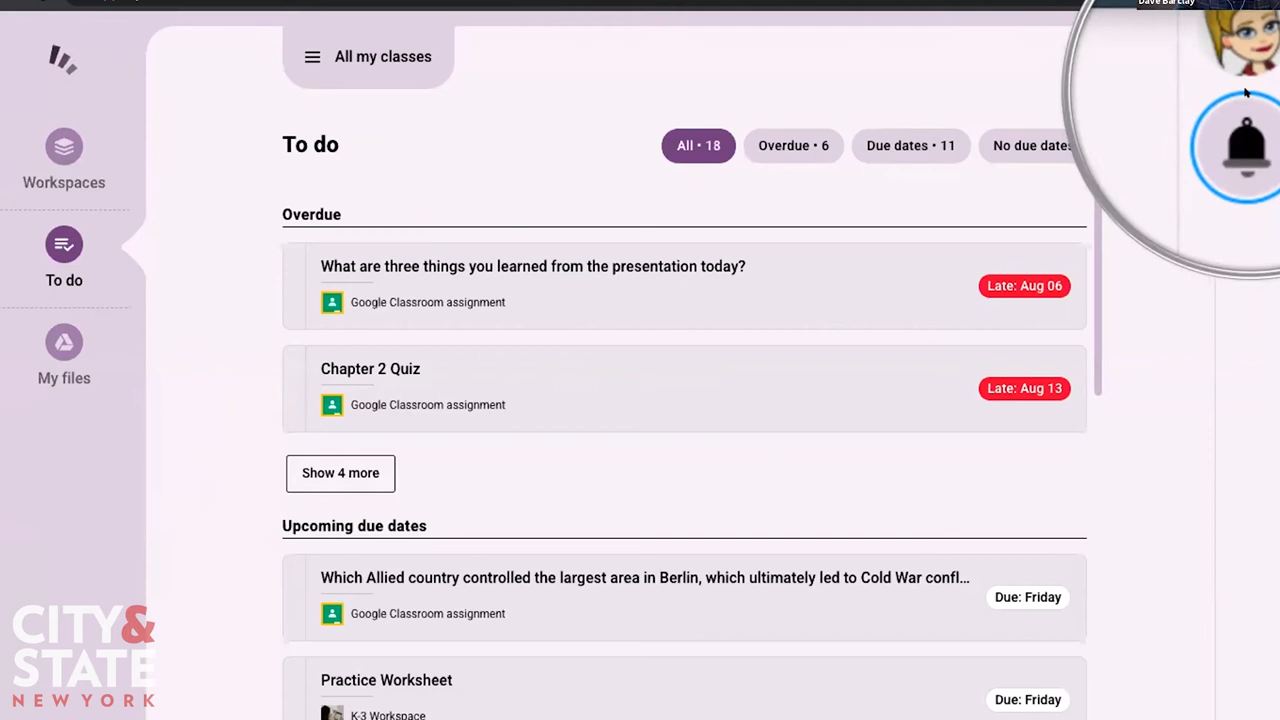 Dave Barclay
All my classes
To do
All • 18
Overdue • 6
Due dates • 11
No due dates
Workspaces
To do
My files
Overdue
What are three things you learned from the presentation today?
Google Classroom assignment
Late: Aug 06
Chapter 2 Quiz
Google Classroom assignment
Late: Aug 13
Show 4 more
Upcoming due dates
Which Allied country controlled the largest area in Berlin, which ultimately led to Cold War confl...
Google Classroom assignment
Due: Friday
Practice Worksheet
K-3 Workspace
Due: Friday
CITY&
STATE
NEW YORK